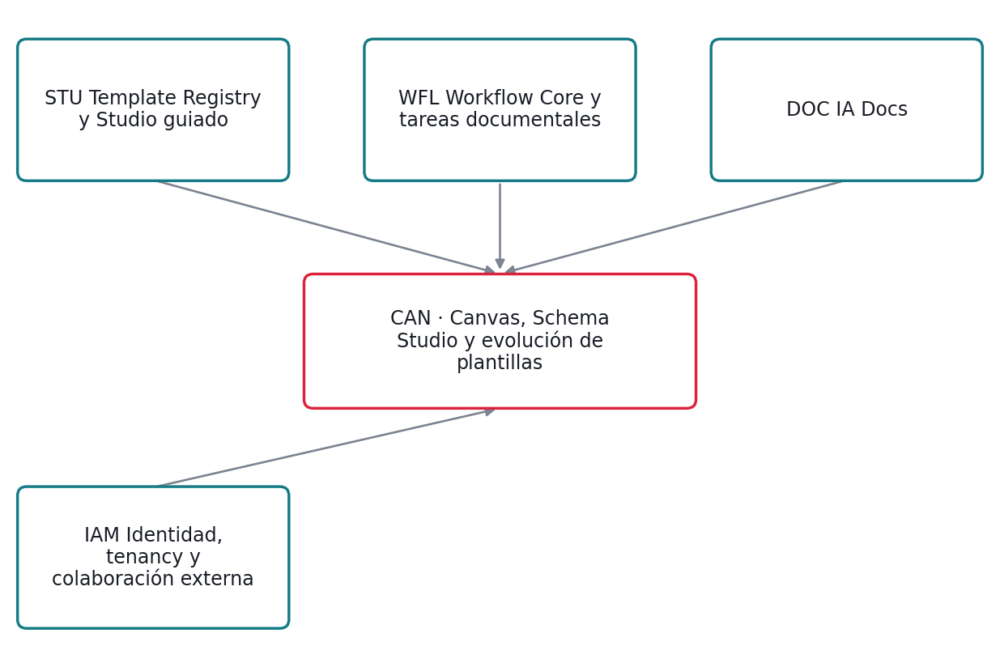 STU Template Registry
y Studio guiado
WFL Workflow Core y
tareas documentales
DOC IA Docs
CAN · Canvas, Schema
Studio y evolución de
plantillas
IAM Identidad,
tenancy y
colaboración externa